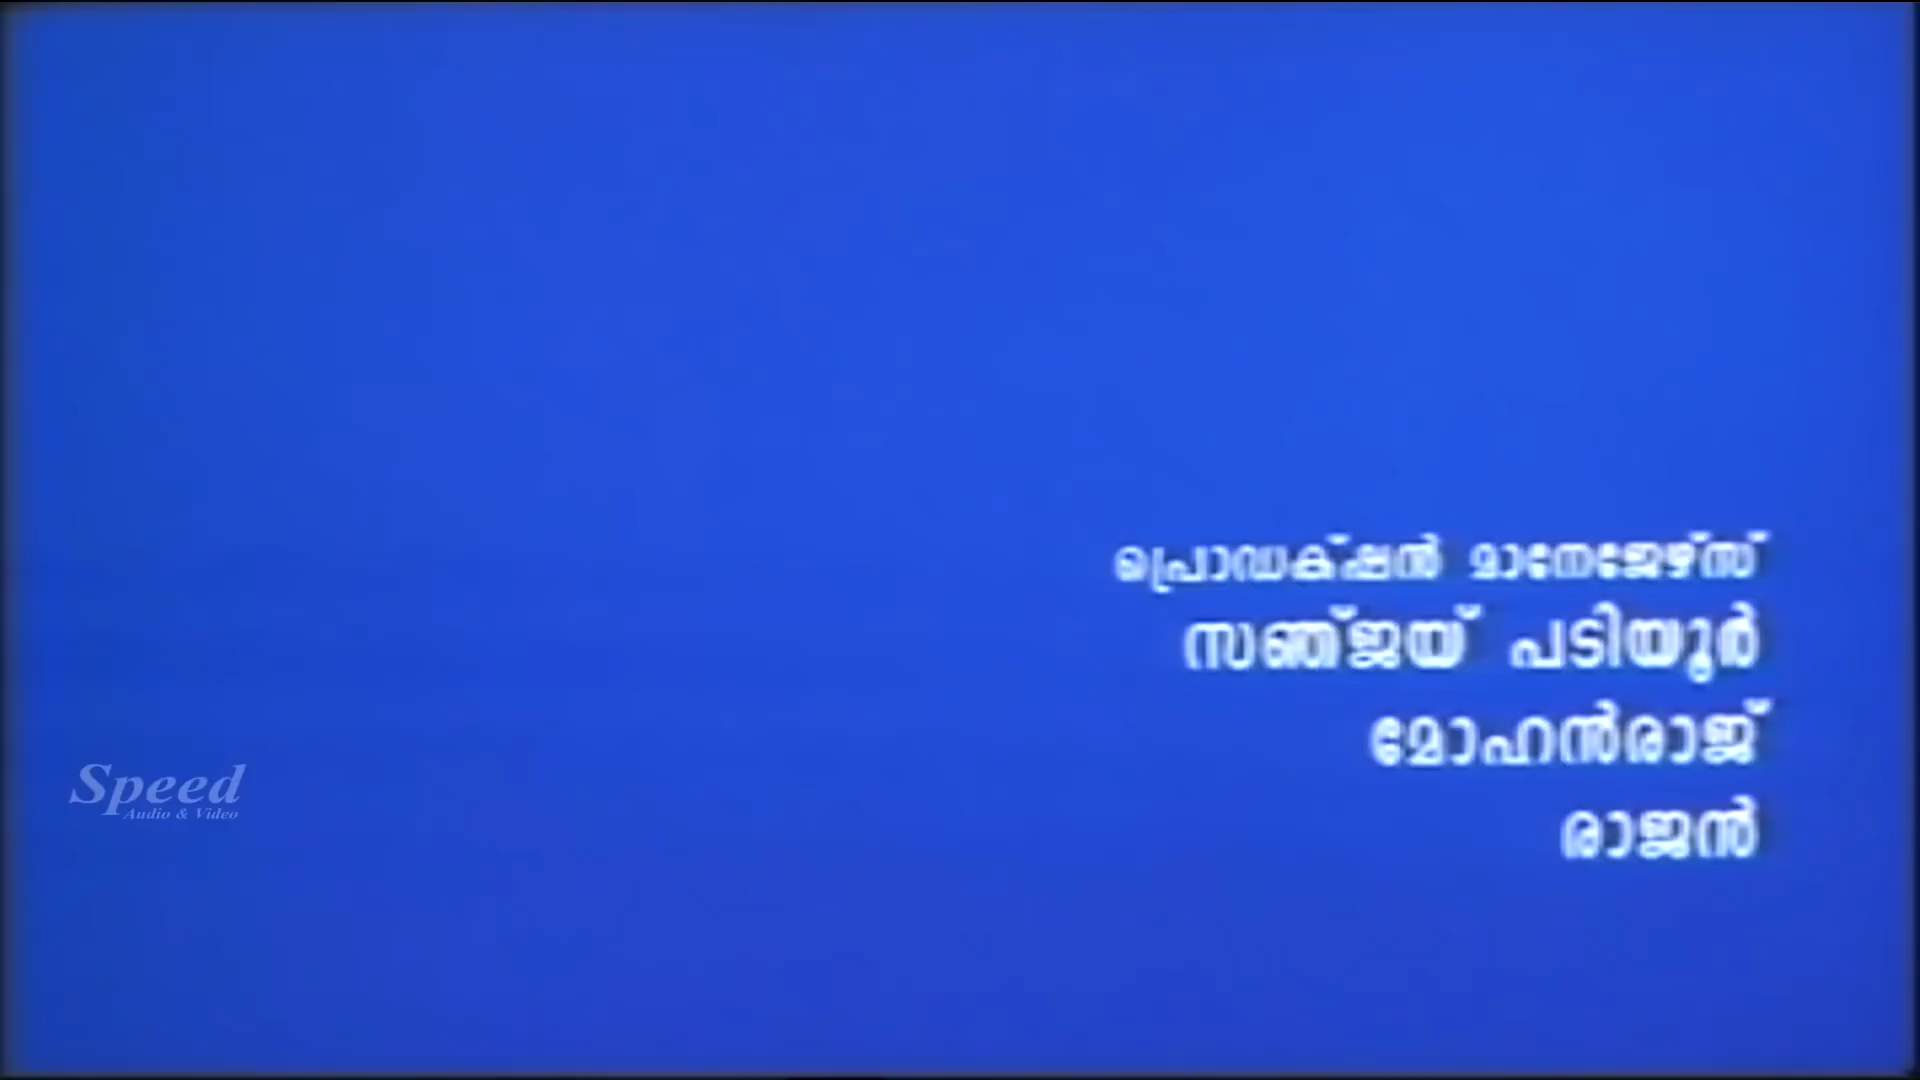 പ്രൊഡക്ഷൻ മാനേജേഴ്സ്
സഞ്ജയ് പടിയൂർ
മോഹൻരാജ്
രാജൻ
Speed
Audio & Video